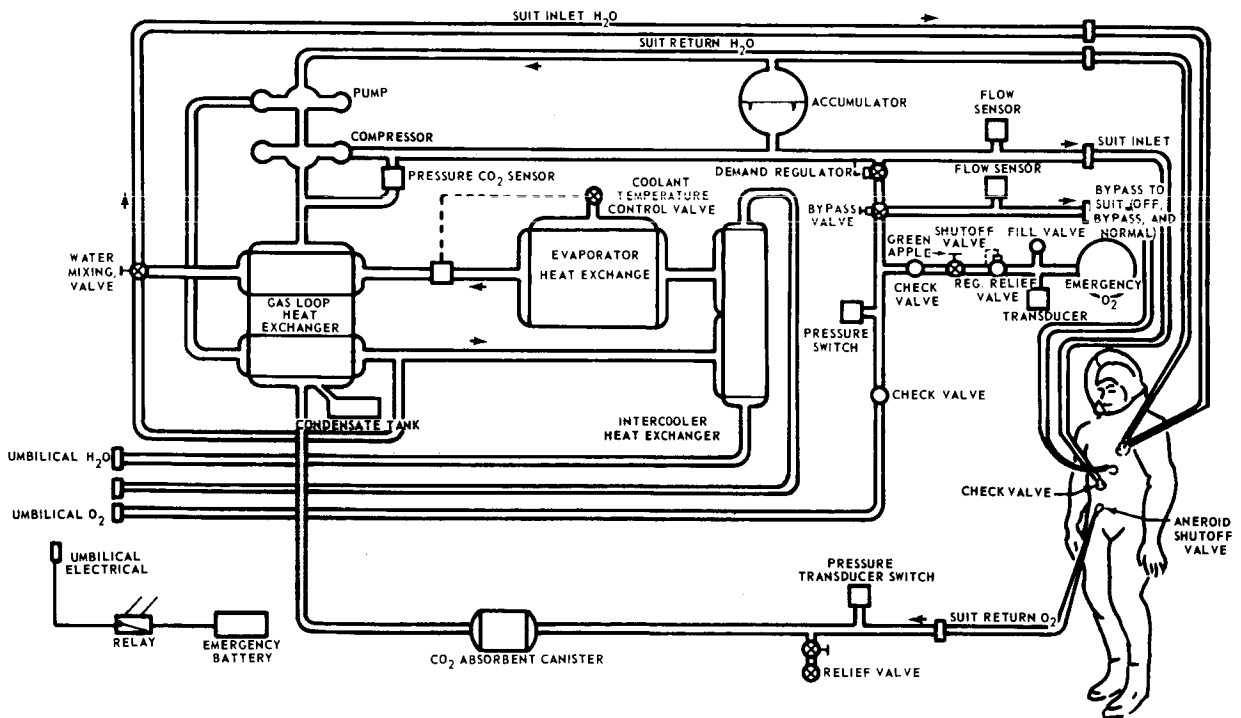 SUIT INLET H2O
SUIT RETURN H2O
PUMP
ACCUMULATOR
FLOW
SENSOR
COMPRESSOR
SUIT INLET
PRESSURE CO2 SENSOR
DEMAND REGULATOR
FLOW SENSOR
COOLANT
TEMPERATURE
CONTROL VALVE
BYPASS
VALVE
BYPASS TO
SUIT (OFF,
BYPASS, AND
NORMAL)
GREEN
APPLE
SHUTOFF
VALVE
FILL VALVE
WATER
MIXING,
VALVE
EVAPORATOR
HEAT EXCHANGE
CHECK
VALVE
REG. RELIEF
VALVE
EMERGENCY
O2
TRANSDUCER
GAS LOOP
HEAT
EXCHANGER
PRESSURE
SWITCH
CHECK VALVE
CONDENSATE TANK
INTERCOOLER
HEAT EXCHANGER
UMBILICAL H2O
UMBILICAL O2
CHECK VALVE
ANEROID
SHUTOFF
VALVE
UMBILICAL
ELECTRICAL
PRESSURE
TRANSDUCER SWITCH
SUIT RETURN O2
RELAY
EMERGENCY
BATTERY
CO2 ABSORBENT CANISTER
RELIEF VALVE